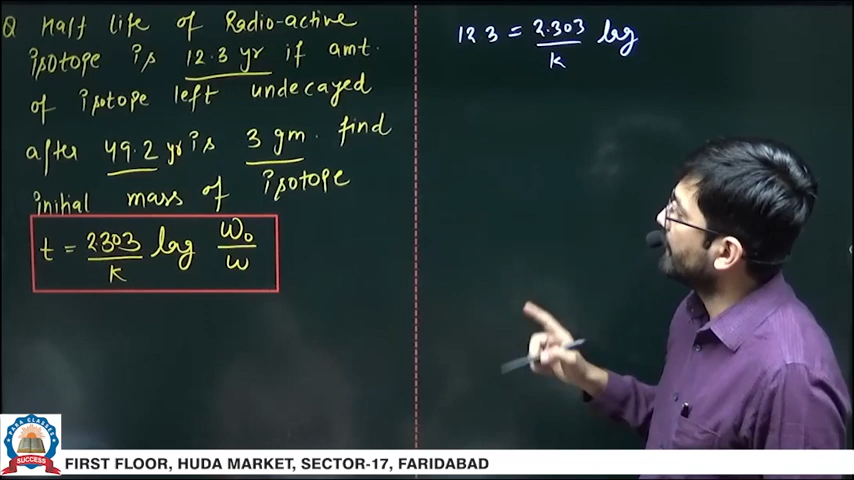 Q Half life of Radio-active
isotope is 12.3 yr if amt.
of isotope left undecayed
after 49.2 yr is 3 gm. find
initial mass of isotope
t = 2.303/K log W₀/W
12 3 = 2.303/K log
CLASSES
SUCCESS
FIRST FLOOR, HUDA MARKET, SECTOR-17, FARIDABAD